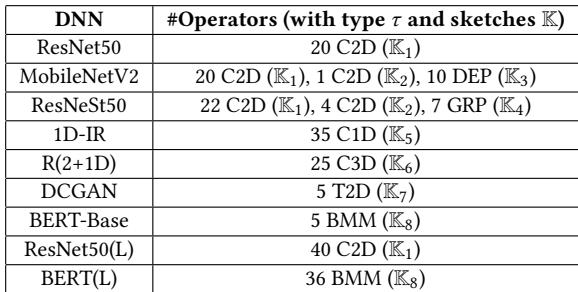 DNN #Operators (with type τ and sketches 𝕂)
ResNet50 20 C2D (𝕂₁)
MobileNetV2 20 C2D (𝕂₁), 1 C2D (𝕂₂), 10 DEP (𝕂₃)
ResNeSt50 22 C2D (𝕂₁), 4 C2D (𝕂₂), 7 GRP (𝕂₄)
1D-IR 35 C1D (𝕂₅)
R(2+1D) 25 C3D (𝕂₆)
DCGAN 5 T2D (𝕂₇)
BERT-Base 5 BMM (𝕂₈)
ResNet50(L) 40 C2D (𝕂₁)
BERT(L) 36 BMM (𝕂₈)